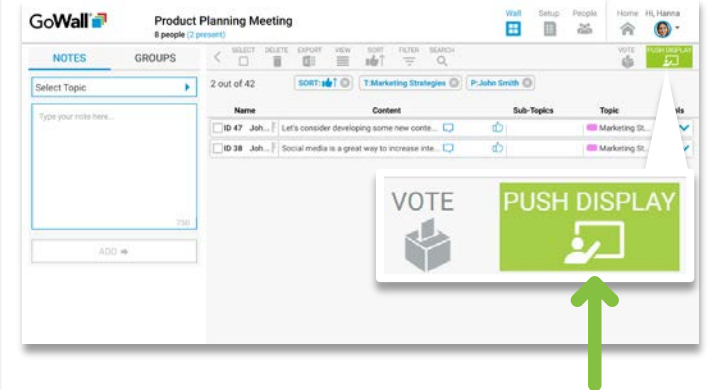 GoWall
Product Planning Meeting
8 people (2 present)
Wall Setup People Home Hi, Hanna
NOTES GROUPS
SELECT DELETE EXPORT VIEW SORT FILTER SEARCH
VOTE PUSH DISPLAY
Select Topic
2 out of 42 SORT: T:Marketing Strategies P:John Smith
Type your note here...
Name Content Sub-Topics Topic
ID 47 Joh... Let's consider developing some new conte... Marketing St...
ID 38 Joh... Social media is a great way to increase inte... Marketing St...
750
ADD
VOTE PUSH DISPLAY